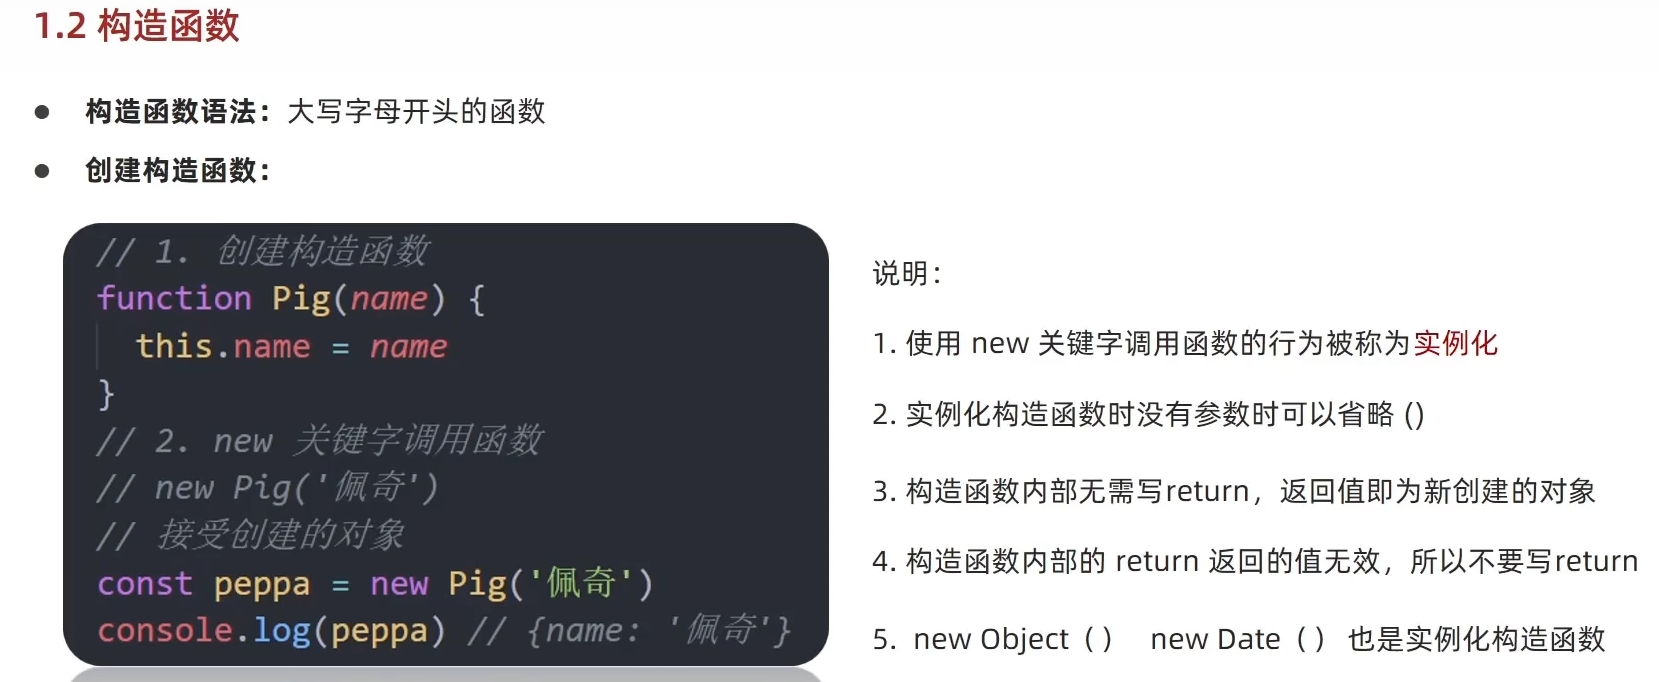 1.2 构造函数
● 构造函数语法：大写字母开头的函数
● 创建构造函数：
// 1. 创建构造函数
function Pig(name) {
  this.name = name
}
// 2. new 关键字调用函数
// new Pig('佩奇')
// 接受创建的对象
const peppa = new Pig('佩奇')
console.log(peppa) // {name: '佩奇'}
说明：
1. 使用 new 关键字调用函数的行为被称为实例化
2. 实例化构造函数时没有参数时可以省略 ()
3. 构造函数内部无需写return，返回值即为新创建的对象
4. 构造函数内部的 return 返回的值无效，所以不要写return
5. new Object（） new Date（） 也是实例化构造函数